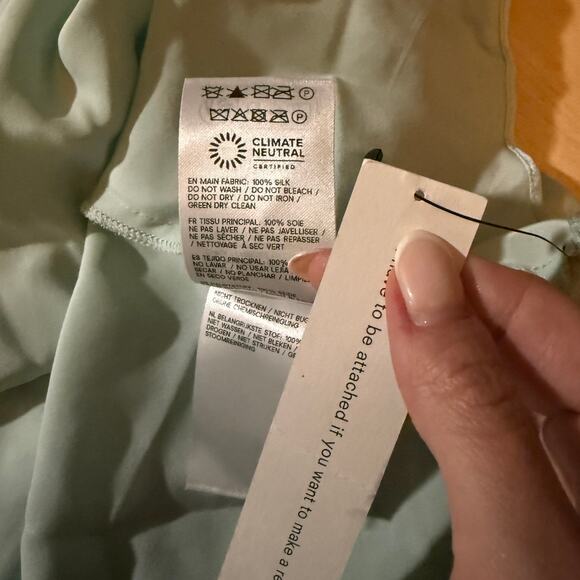 CLIMATE
NEUTRAL
CERTIFIED
EN MAIN FABRIC: 100% SILK
DO NOT WASH / DO NOT BLEACH /
DO NOT DRY / DO NOT IRON /
GREEN DRY CLEAN
FR TISSU PRINCIPAL: 100% SOIE
NE PAS LAVER / NE PAS JAVELLISER /
NE PAS SÉCHER / NE PAS REPASSER
/ NETTOYAGE À SEC VERT
ES TEJIDO PRINCIPAL: 100%
NO LAVAR / NO USAR LEJÍA
SECAR / NO PLANCHAR /
EN SECO VERDE
NICHT TROCKNEN / NICHT
GRÜNE CHEMISCHREINIGUNG
NL BELANGRIJKSTE STOF: 100%
NIET WASSEN / NIET BLEKEN /
DROGEN / NIET STRIJKEN /
STOOMREINIGING
to be attached if you want to make a